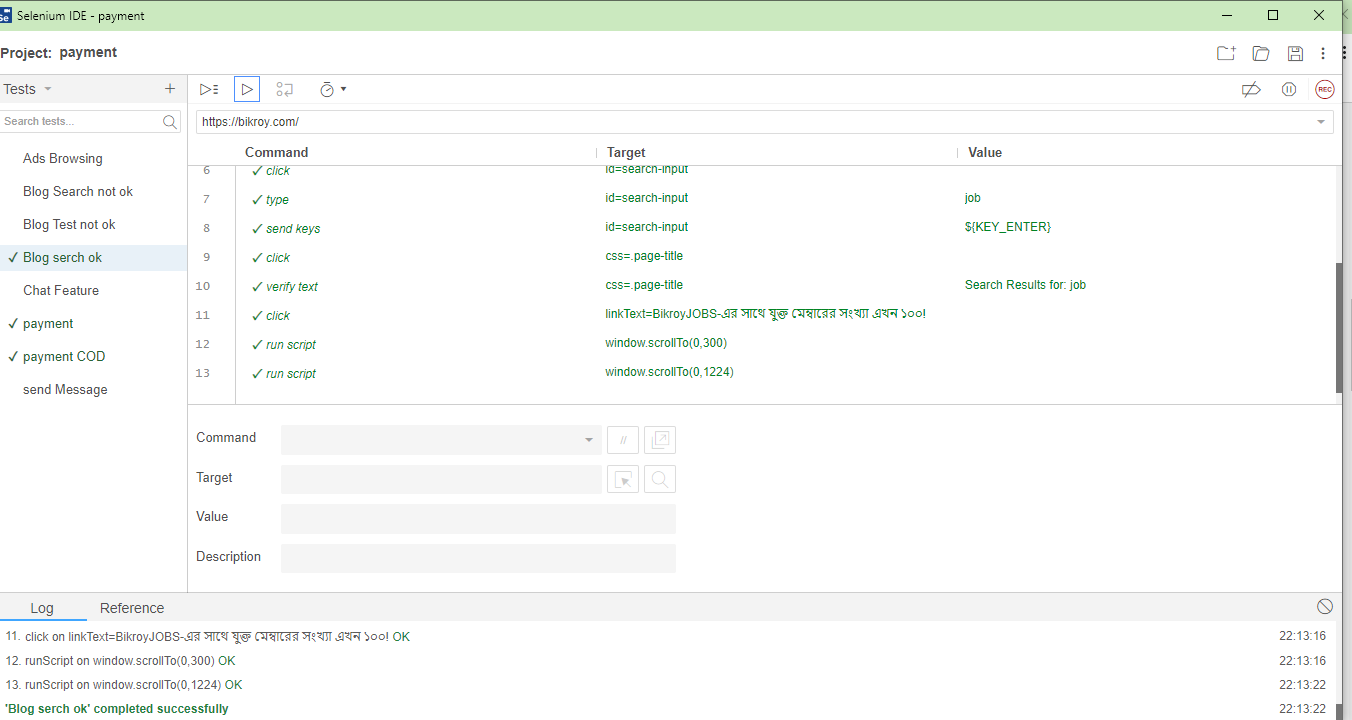 Se Selenium IDE - payment
Project: payment
Tests
Search tests...
Ads Browsing
Blog Search not ok
Blog Test not ok
✓ Blog serch ok
Chat Feature
✓ payment
✓ payment COD
send Message
REC
https://bikroy.com/
Command Target Value
6 ✓ click id=search-input
7 ✓ type id=search-input job
8 ✓ send keys id=search-input ${KEY_ENTER}
9 ✓ click css=.page-title
10 ✓ verify text css=.page-title Search Results for: job
11 ✓ click linkText=BikroyJOBS-এর সাথে যুক্ত মেম্বারের সংখ্যা এখন ১০০!
12 ✓ run script window.scrollTo(0,300)
13 ✓ run script window.scrollTo(0,1224)
Command //
Target
Value
Description
Log Reference
11. click on linkText=BikroyJOBS-এর সাথে যুক্ত মেম্বারের সংখ্যা এখন ১০০! OK 22:13:16
12. runScript on window.scrollTo(0,300) OK 22:13:16
13. runScript on window.scrollTo(0,1224) OK 22:13:22
'Blog serch ok' completed successfully 22:13:22